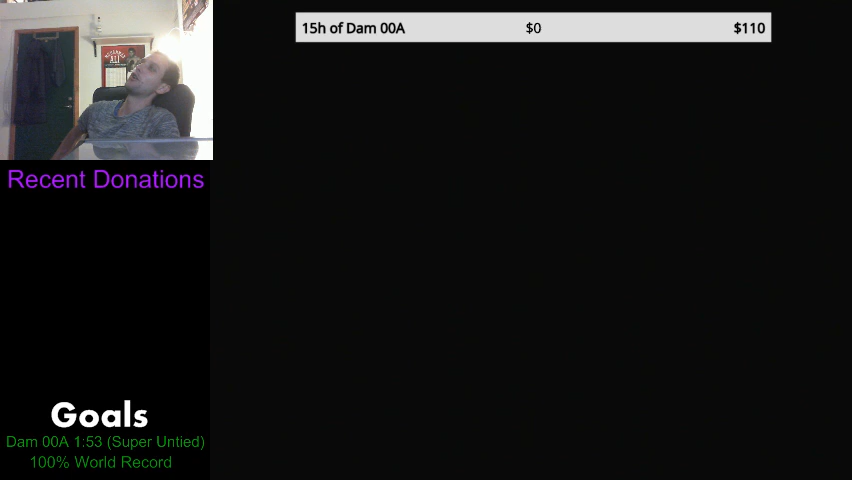 15h of Dam 00A $0 $110
Recent Donations
Goals
Dam 00A 1:53 (Super Untied)
100% World Record